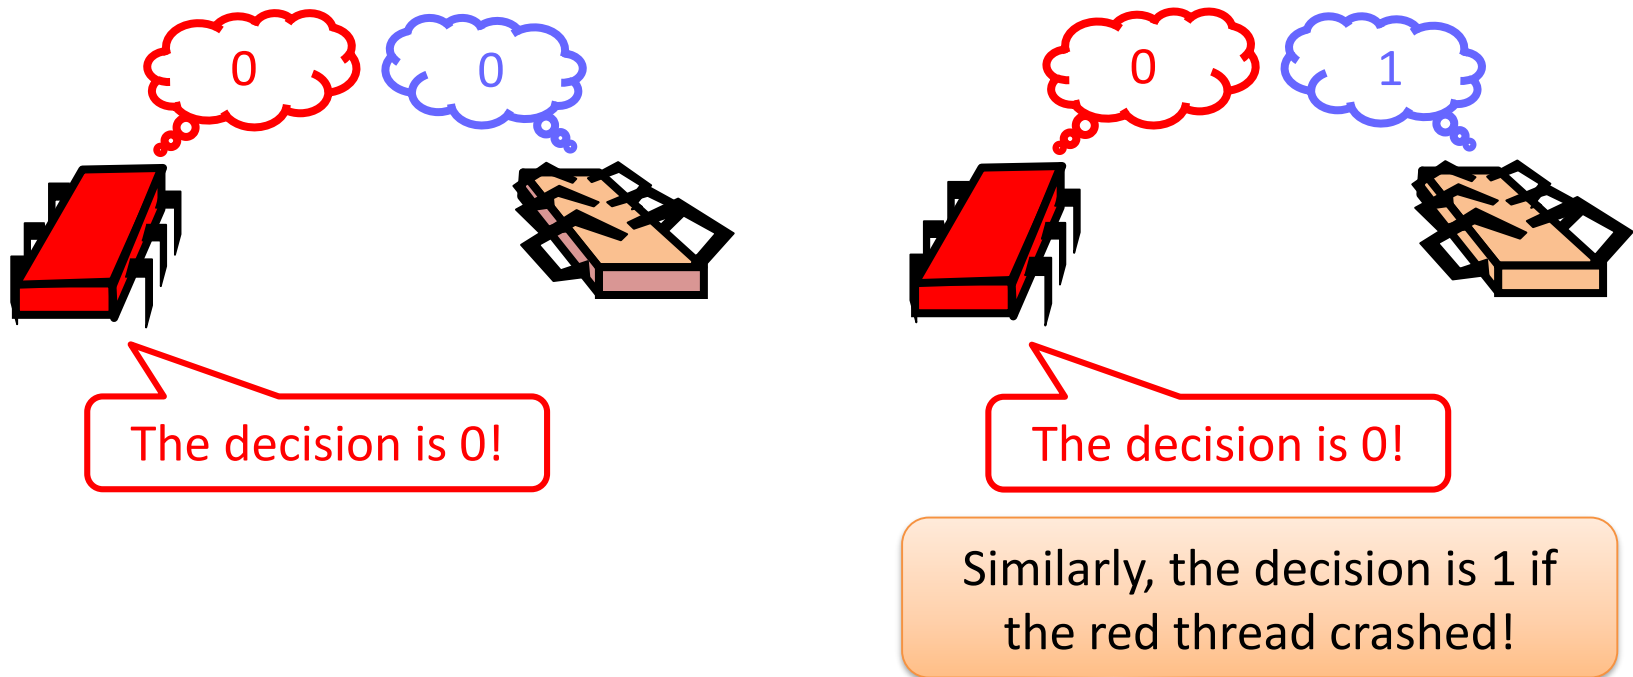 0
0
The decision is 0!
0
1
The decision is 0!
Similarly, the decision is 1 if
the red thread crashed!